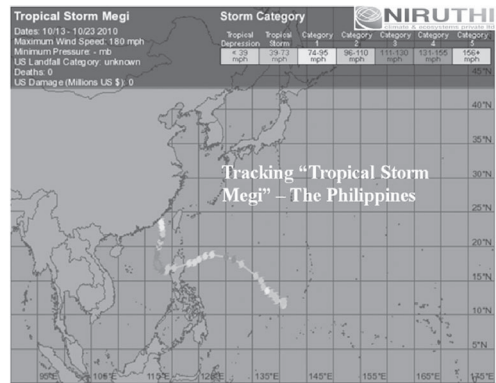 Tropical Storm Megi
Dates: 10/13 - 10/23 2010
Maximum Wind Speed: 180 mph
Minimum Pressure: - mb
US Landfall Category: unknown
Deaths: 0
US Damage (Millions US $): 0
Storm Category
Tropical Depression < 39 mph
Tropical Storm 39-73 mph
Category 1 74-95 mph
Category 2 96-110 mph
Category 3 111-130 mph
Category 4 131-155 mph
Category 5 156+ mph
NIRUTHI
climate & ecosystems private ltd
45°N
40°N
35°N
30°N
Tracking “Tropical Storm
Megi” – The Philippines
25°N
20°N
15°N
10°N
5°N
95°E 135°E 145°E 155°E 165°E 175°E